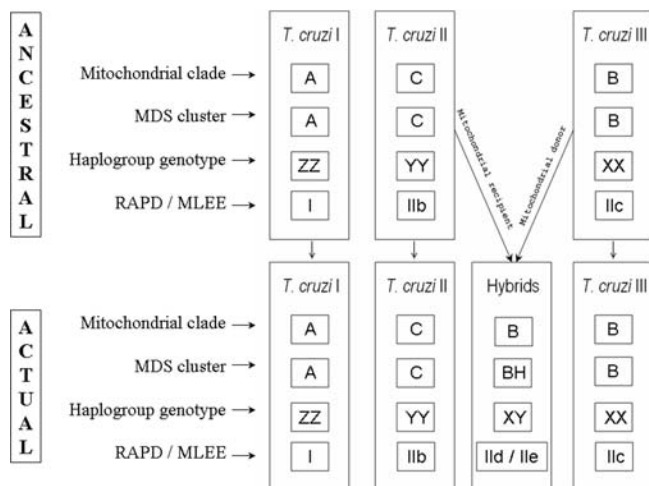 ANCESTRAL
T. cruzi I T. cruzi II T. cruzi III
Mitochondrial clade A C B
MDS cluster A C B
Haplogroup genotype ZZ YY XX
RAPD / MLEE I IIb IIc
Mitochondrial recipient
Mitochondrial donor
ACTUAL
T. cruzi I T. cruzi II Hybrids T. cruzi III
Mitochondrial clade A C B B
MDS cluster A C BH B
Haplogroup genotype ZZ YY XY XX
RAPD / MLEE I IIb IId / IIe IIc